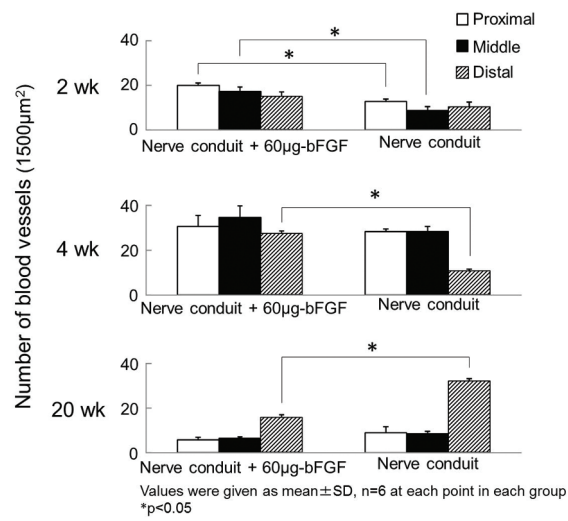 Proximal
Middle
Distal
Number of blood vessels (1500μm²)
2 wk
40
20
0
*
*
Nerve conduit + 60μg-bFGF
Nerve conduit
4 wk
40
20
0
*
Nerve conduit + 60μg-bFGF
Nerve conduit
20 wk
40
20
0
*
Nerve conduit + 60μg-bFGF
Nerve conduit
Values were given as mean±SD, n=6 at each point in each group
*p<0.05